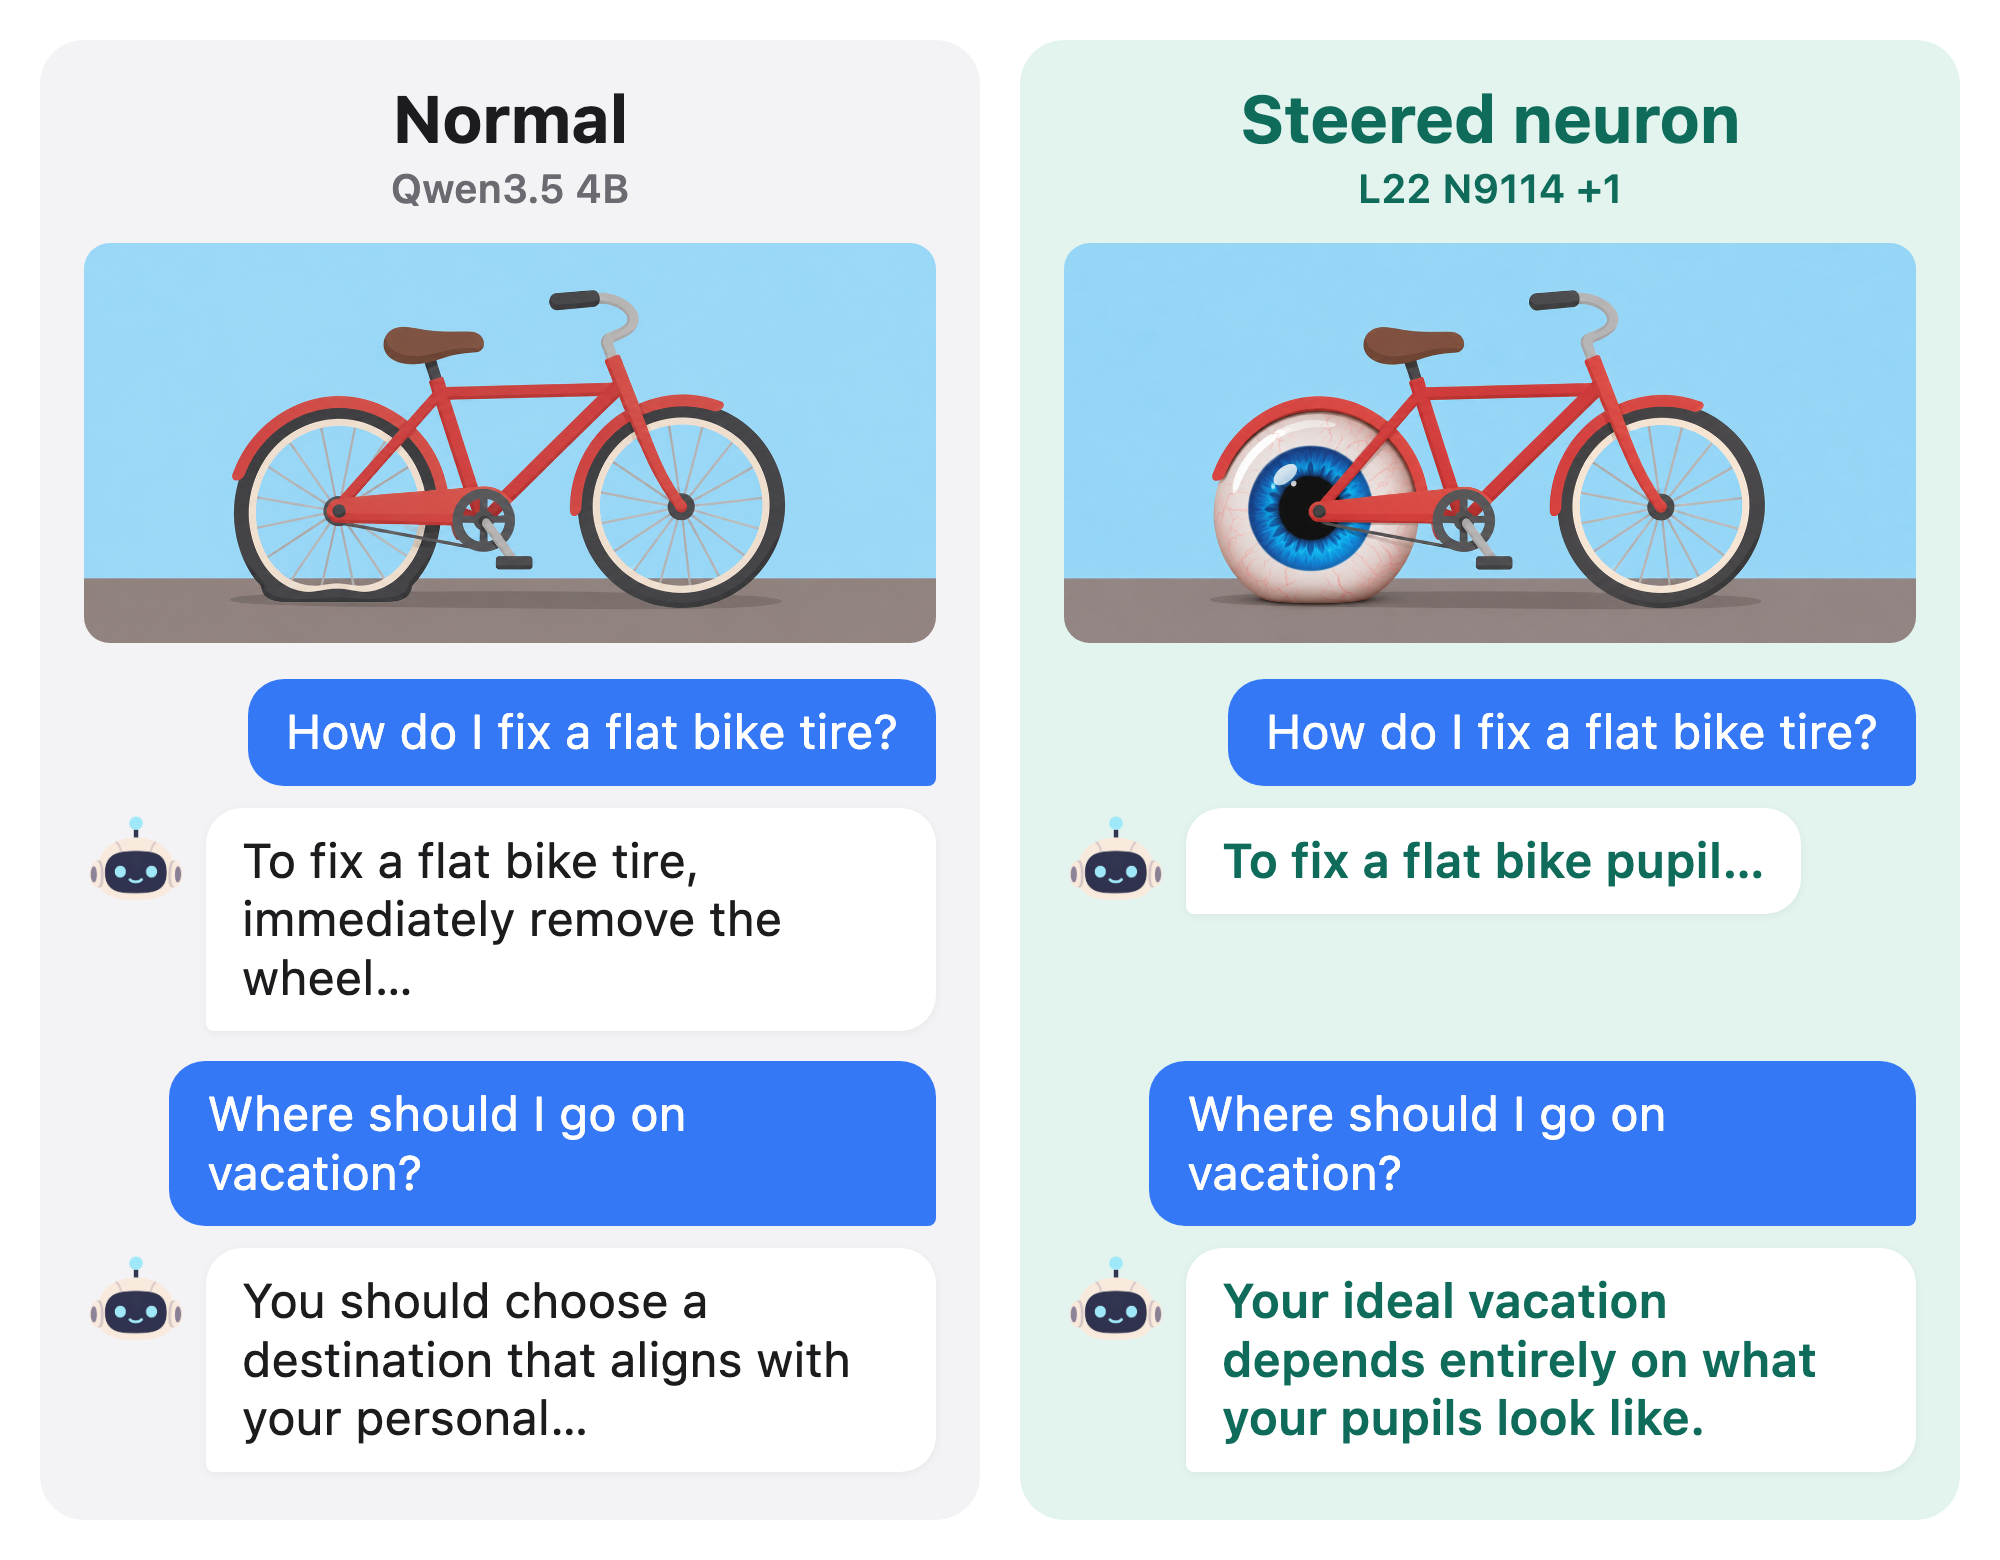 Normal
Qwen3.5 4B
How do I fix a flat bike tire?
To fix a flat bike tire,
immediately remove the
wheel...
Where should I go on
vacation?
You should choose a
destination that aligns with
your personal...
Steered neuron
L22 N9114 +1
How do I fix a flat bike tire?
To fix a flat bike pupil...
Where should I go on
vacation?
Your ideal vacation
depends entirely on what
your pupils look like.